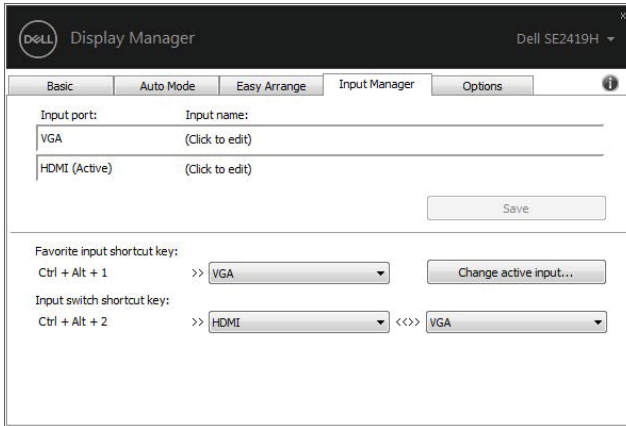 x
DELL Display Manager Dell SE2419H
Basic Auto Mode Easy Arrange Input Manager Options i
Input port: Input name:
VGA (Click to edit)
HDMI (Active) (Click to edit)
Save
Favorite input shortcut key:
Ctrl + Alt + 1 >> VGA Change active input...
Input switch shortcut key:
Ctrl + Alt + 2 >> HDMI <<>> VGA